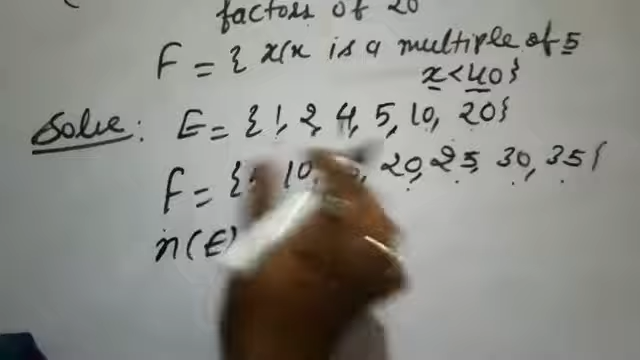 factors of 20
F = { x/x is a multiple of 5
x<40}
Solve : E = { 1, 2, 4, 5, 10, 20}
F = { 10, 20, 25, 30, 35}
n(E)